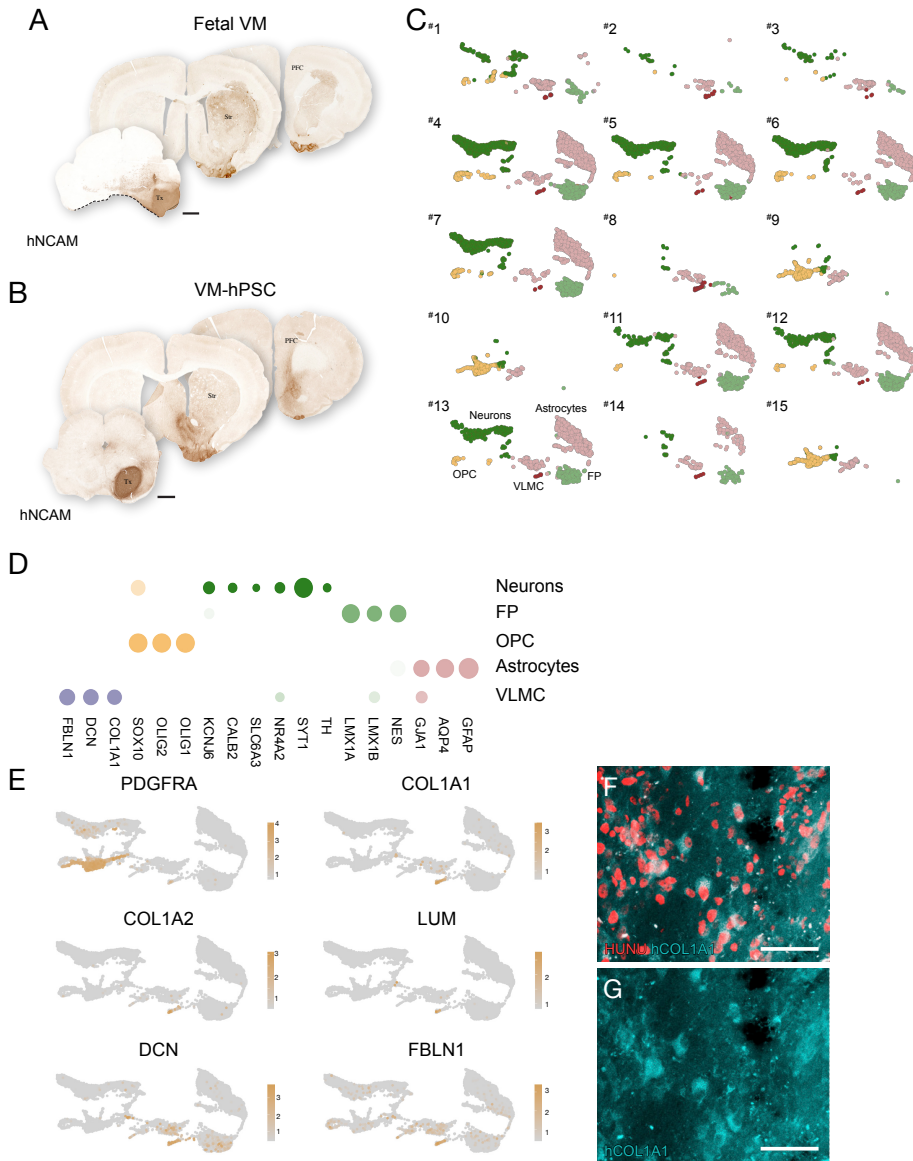 A
Fetal VM
PFC
Str
Tx
hNCAM
B
VM-hPSC
PFC
Str
Tx
hNCAM
C
#1
#2
#3
#4
#5
#6
#7
#8
#9
#10
#11
#12
#13
Neurons
Astrocytes
OPC
VLMC
FP
#14
#15
D
Neurons
FP
OPC
Astrocytes
VLMC
FBLN1
DCN
COL1A1
SOX10
OLIG2
OLIG1
KCNJ6
CALB2
SLC6A3
NR4A2
SYT1
TH
LMX1A
LMX1B
NES
GJA1
AQP4
GFAP
E
PDGFRA
4
3
2
1
COL1A1
3
2
1
COL1A2
3
2
1
LUM
2
1
DCN
3
2
1
FBLN1
3
2
1
F
HUNU hCOL1A1
G
hCOL1A1